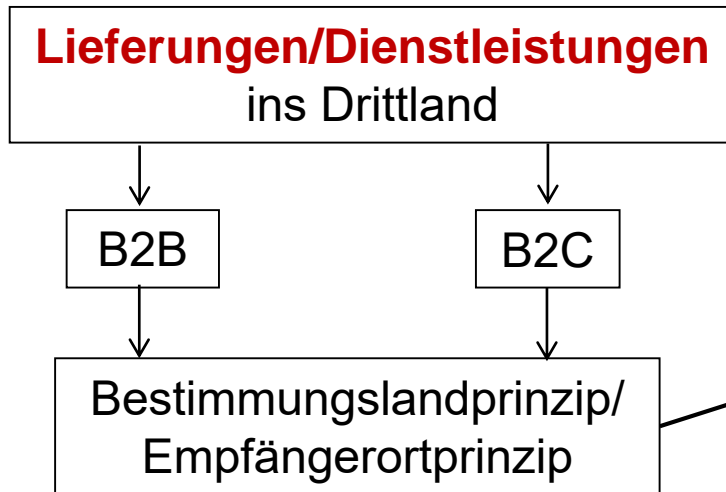 Lieferungen/Dienstleistungen
ins Drittland
B2B
B2C
Bestimmungslandprinzip/
Empfängerortprinzip